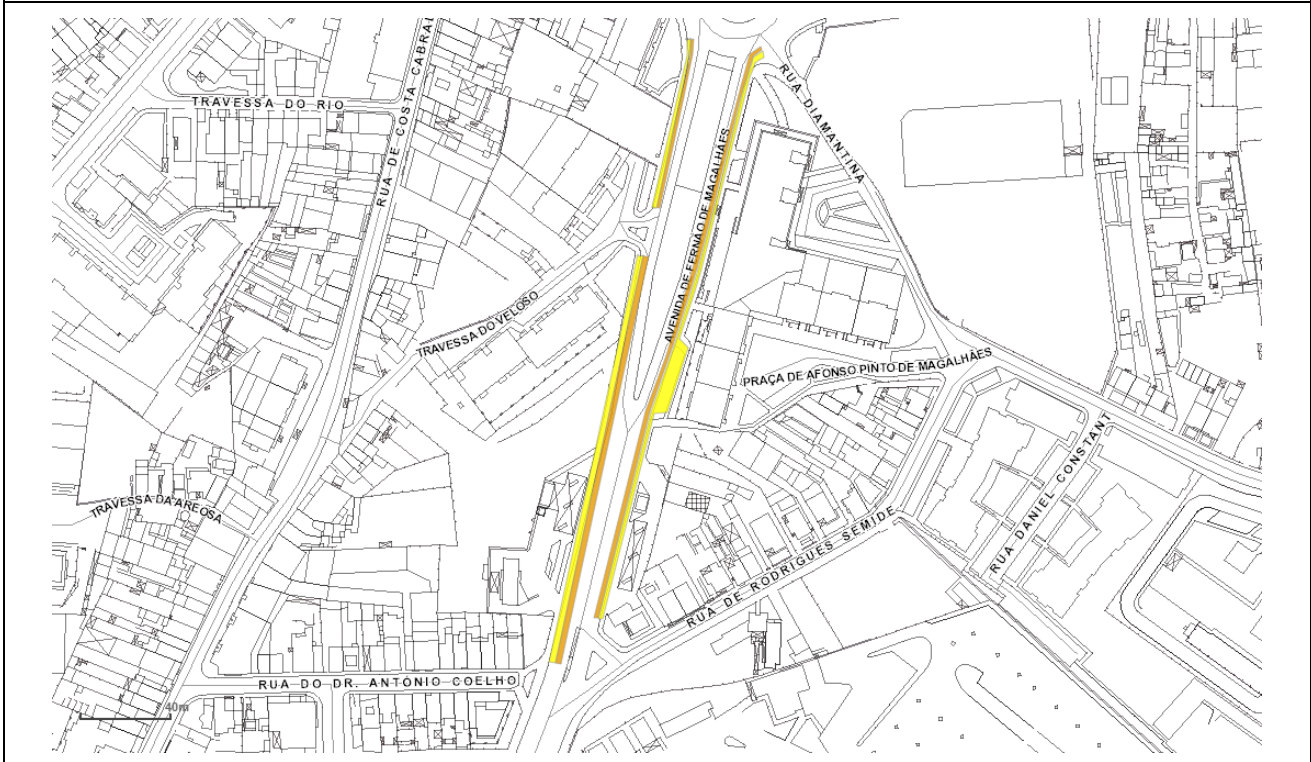 TRAVESSA DO RIO
RUA DE COSTA CABRAL
RUA DIAMANTINA
AVENIDA DE FERNÃO DE MAGALHÃES
TRAVESSA DO VELOSO
PRAÇA DE AFONSO PINTO DE MAGALHÃES
RUA DANIEL CONSTANT
TRAVESSA DA AREOSA
RUA DE RODRIGUES SEMIDE
RUA DO DR. ANTÓNIO COELHO
40m